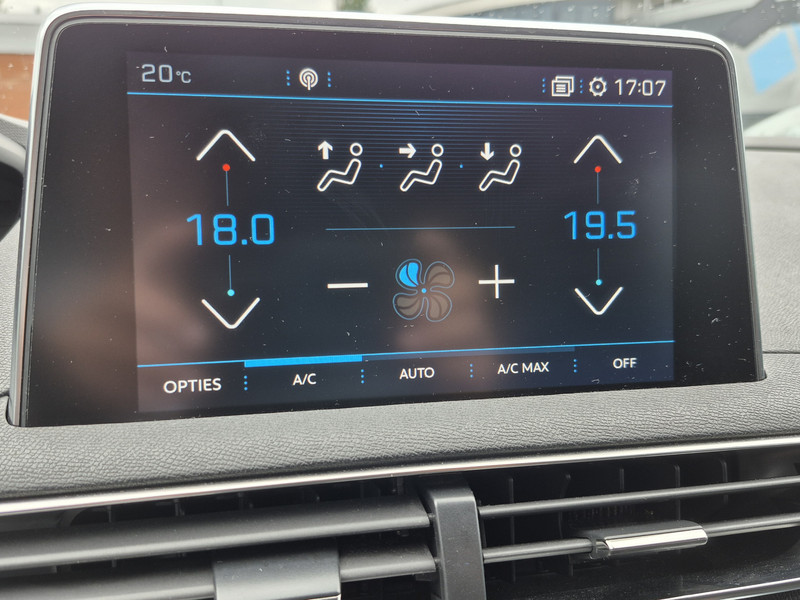 20°C 17:07
18.0 19.5
OPTIES A/C AUTO A/C MAX OFF